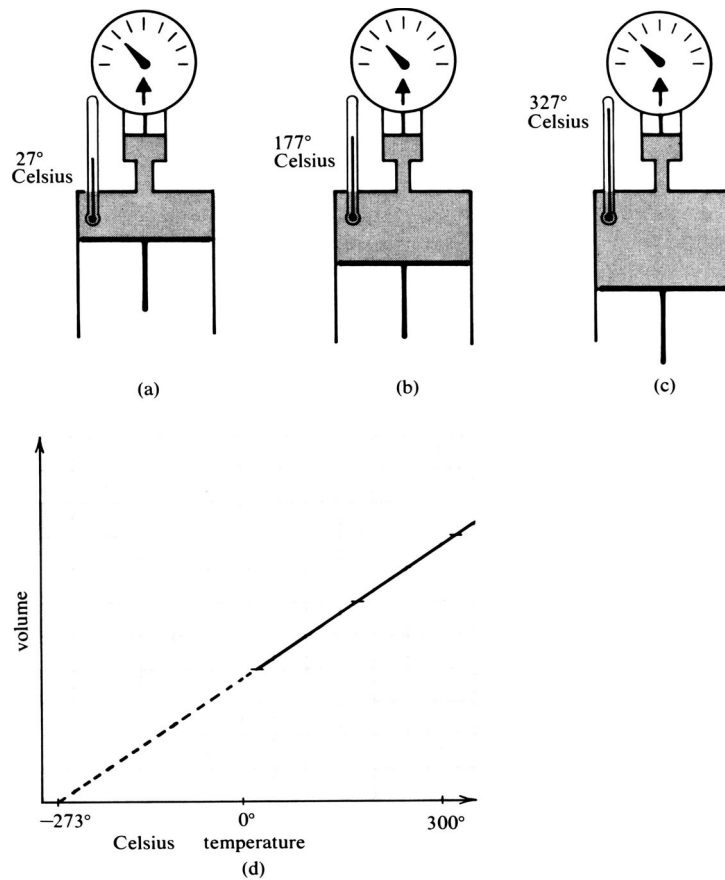 27°
Celsius
177°
Celsius
327°
Celsius
(a)
(b)
(c)
volume
−273°
0°
300°
Celsius temperature
(d)